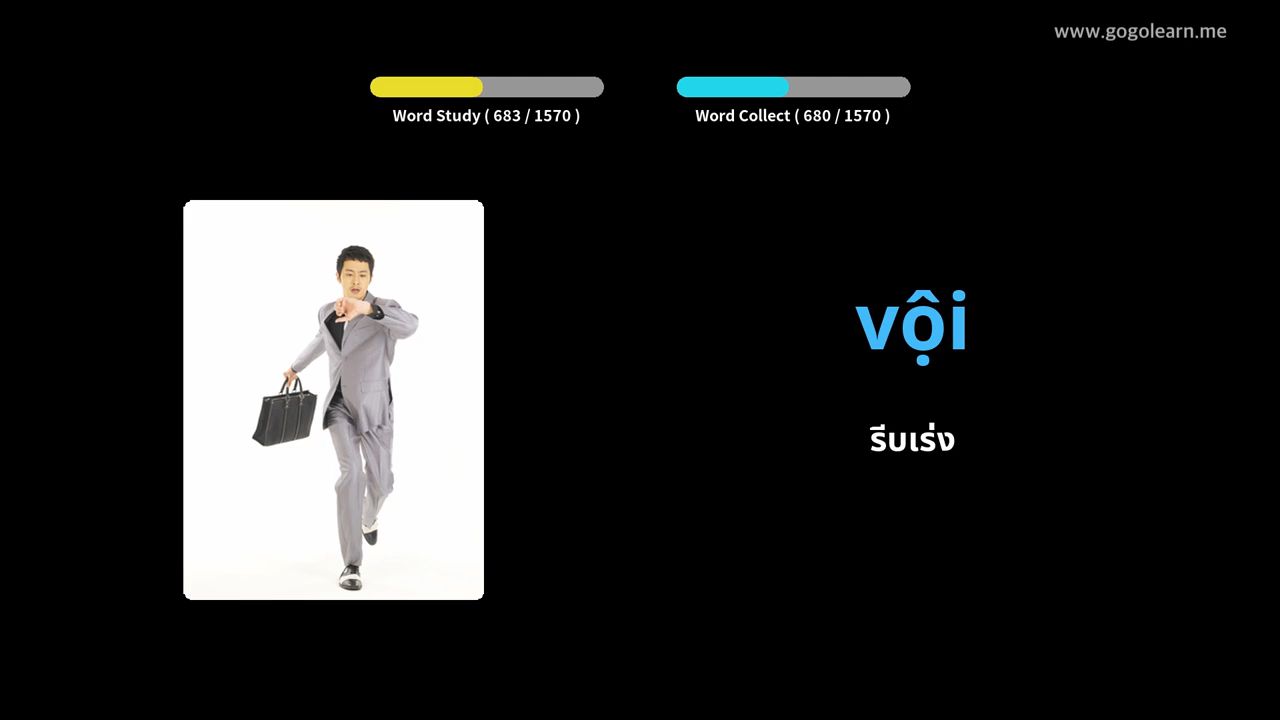 www.gogolearn.me
Word Study ( 683 / 1570 )
Word Collect ( 680 / 1570 )
vội
รีบเร่ง